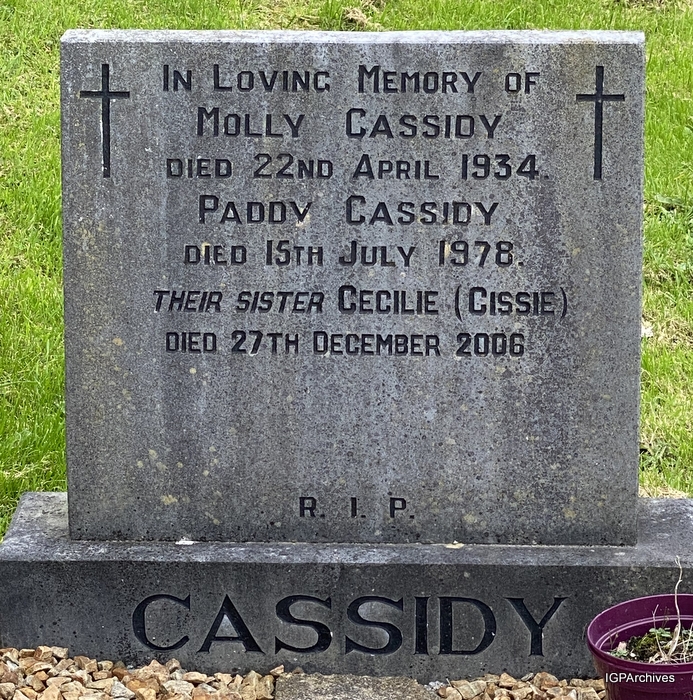 In Loving Memory of
Molly Cassidy
died 22nd April 1934.
Paddy Cassidy
died 15th July 1978.
their sister Cecilie (Cissie)
died 27th December 2006
R. I. P.
CASSIDY
IGPArchives